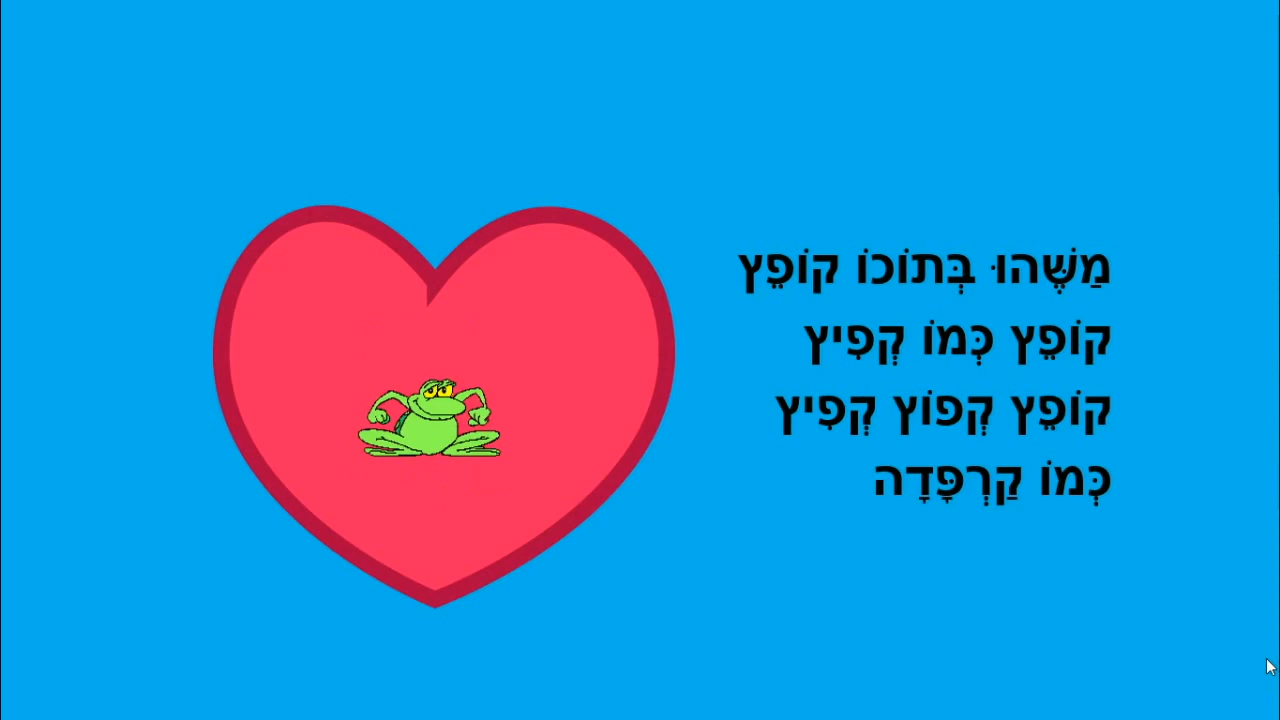 מַשֶּׁהוּ בְּתוֹכוֹ קוֹפֵץ
קוֹפֵץ כְּמוֹ קְפִיץ
קוֹפֵץ קְפוֹץ קְפִיץ
כְּמוֹ קַרְפָּדָה